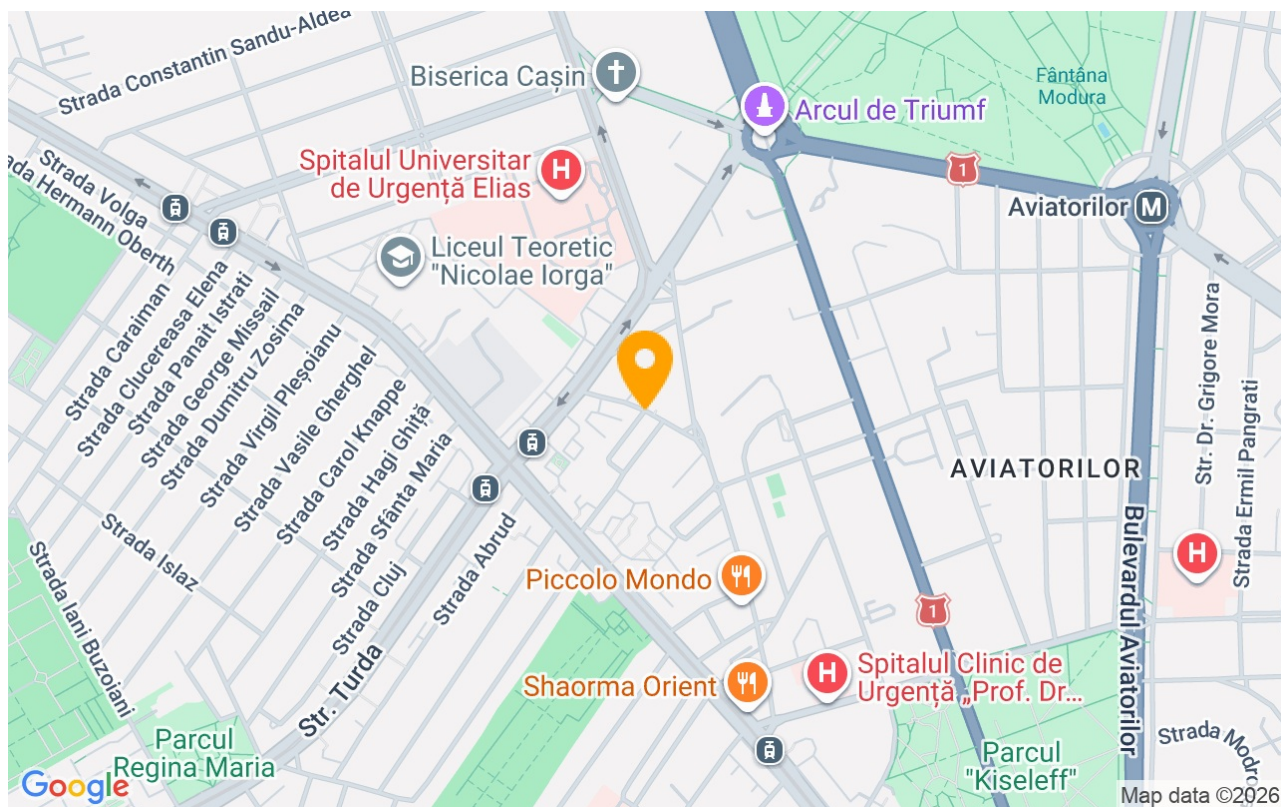 Strada Constantin Sandu-Aldea
Biserica Cașin
Arcul de Triumf
Fântâna
Modura
Spitalul Universitar
de Urgență Elias
1
Aviatorilor
M
Strada Volga
Strada Hermann Oberth
Liceul Teoretic
"Nicolae Iorga"
Strada Caraiman
Strada Clucereasa Elena
Strada Panait Istrati
Strada George Missail
Strada Dumitru Zosima
Strada Virgil Pleșoianu
Strada Vasile Gherghel
Strada Carol Knappe
Strada Hagi Ghiță
Strada Sfânta Maria
Strada Cluj
Strada Abrud
Str. Turda
Strada Islaz
Strada Iani Buzoiani
AVIATORILOR
Str. Dr. Grigore Mora
Strada Ermil Pangrati
Bulevardul Aviatorilor
H
H
H
Piccolo Mondo
1
Shaorma Orient
Spitalul Clinic de
Urgență „Prof. Dr...
Parcul
Regina Maria
Parcul
"Kiseleff"
Google
Map data ©2026